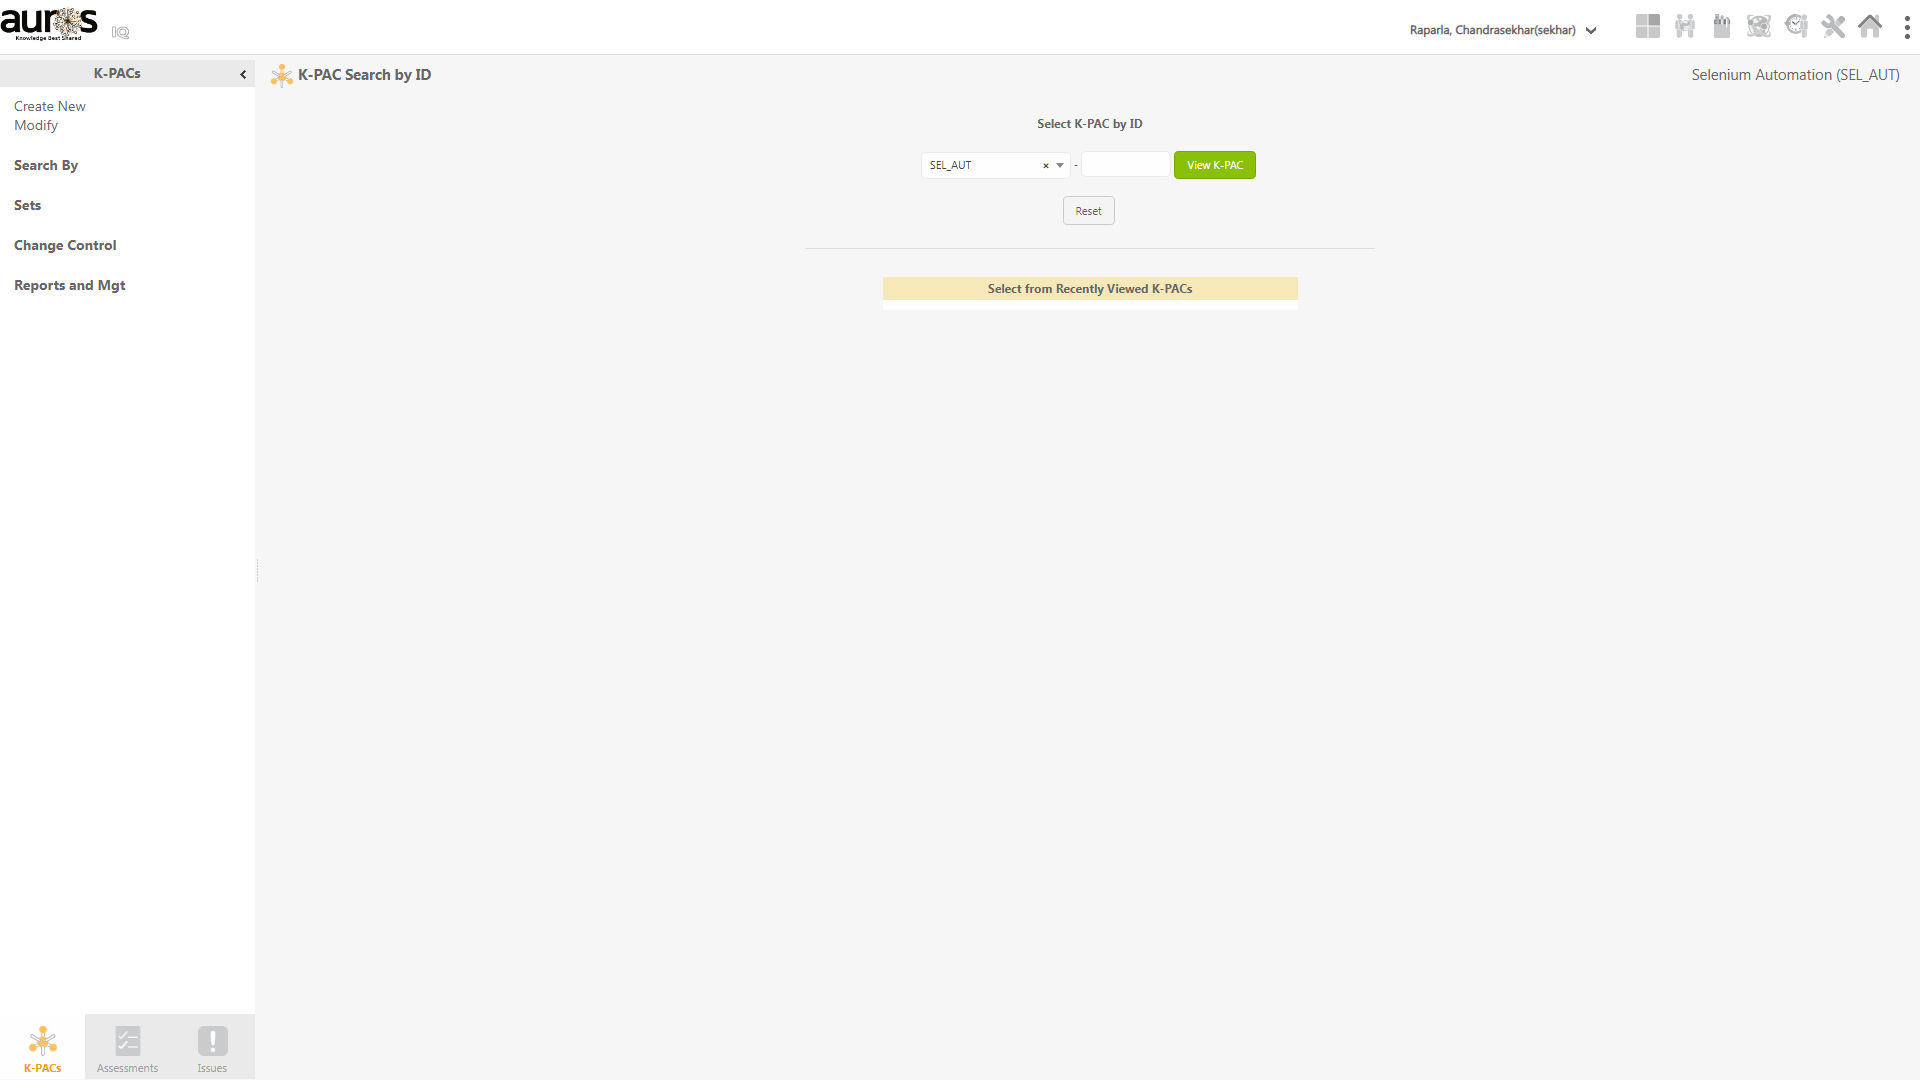 auros
Knowledge Best Shared
IQ
Raparla, Chandrasekhar(sekhar)
K-PACs
K-PAC Search by ID
Selenium Automation (SEL_AUT)
Create New
Modify
Search By
Sets
Change Control
Reports and Mgt
Select K-PAC by ID
SEL_AUT × - View K-PAC
Reset
Select from Recently Viewed K-PACs
K-PACs
Assessments
Issues